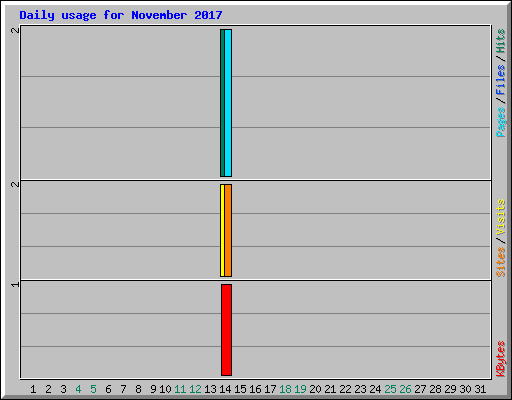 Daily usage for November 2017
2
2
1
Pages / Files / Hits
Sites / Visits
KBytes
1 2 3 4 5 6 7 8 9 10 11 12 13 14 15 16 17 18 19 20 21 22 23 24 25 26 27 28 29 30 31